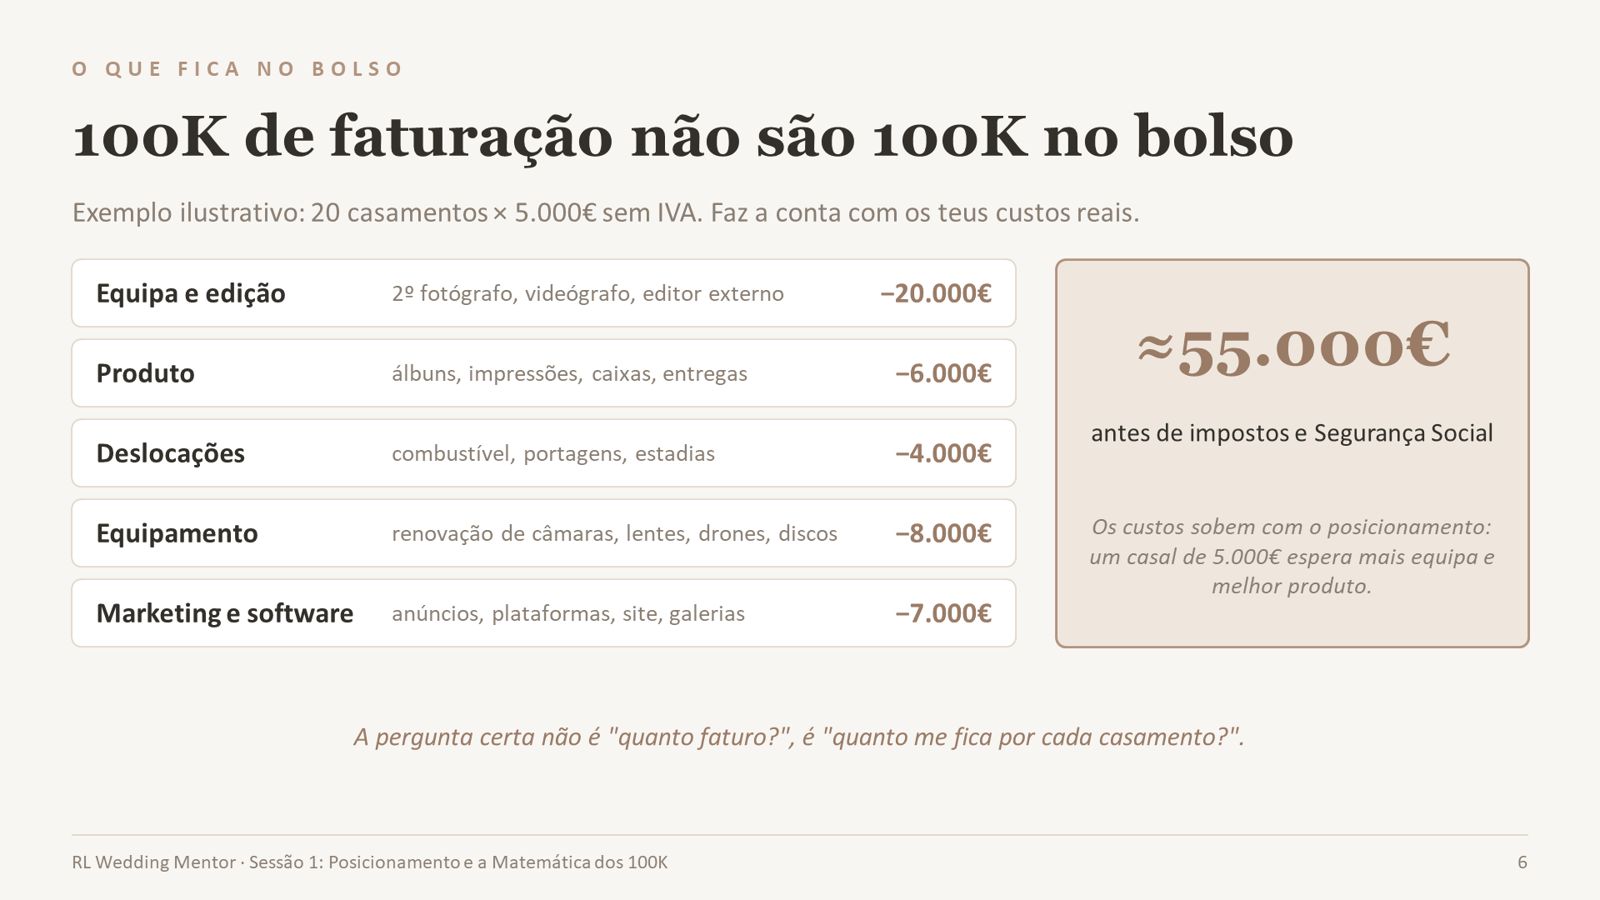 O QUE FICA NO BOLSO
100K de faturação não são 100K no bolso
Exemplo ilustrativo: 20 casamentos × 5.000€ sem IVA. Faz a conta com os teus custos reais.
Equipa e edição 2º fotógrafo, videógrafo, editor externo −20.000€
Produto álbuns, impressões, caixas, entregas −6.000€
Deslocações combustível, portagens, estadias −4.000€
Equipamento renovação de câmaras, lentes, drones, discos −8.000€
Marketing e software anúncios, plataformas, site, galerias −7.000€
≈55.000€
antes de impostos e Segurança Social
Os custos sobem com o posicionamento:
um casal de 5.000€ espera mais equipa e
melhor produto.
A pergunta certa não é "quanto faturo?", é "quanto me fica por cada casamento?".
RL Wedding Mentor · Sessão 1: Posicionamento e a Matemática dos 100K 6